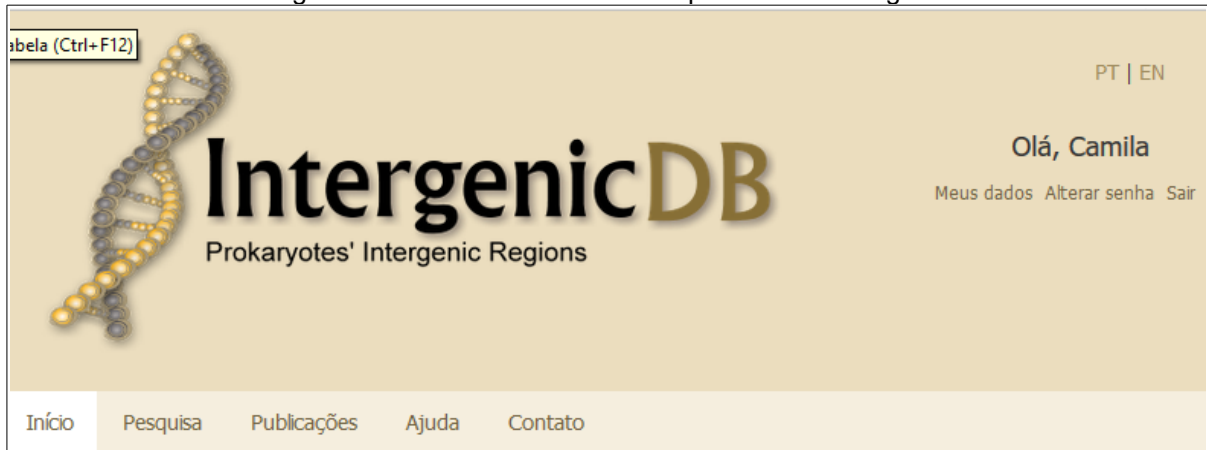 abela (Ctrl+F12)
PT | EN
Olá, Camila
Meus dados Alterar senha Sair
IntergenicDB
Prokaryotes' Intergenic Regions
Início Pesquisa Publicações Ajuda Contato